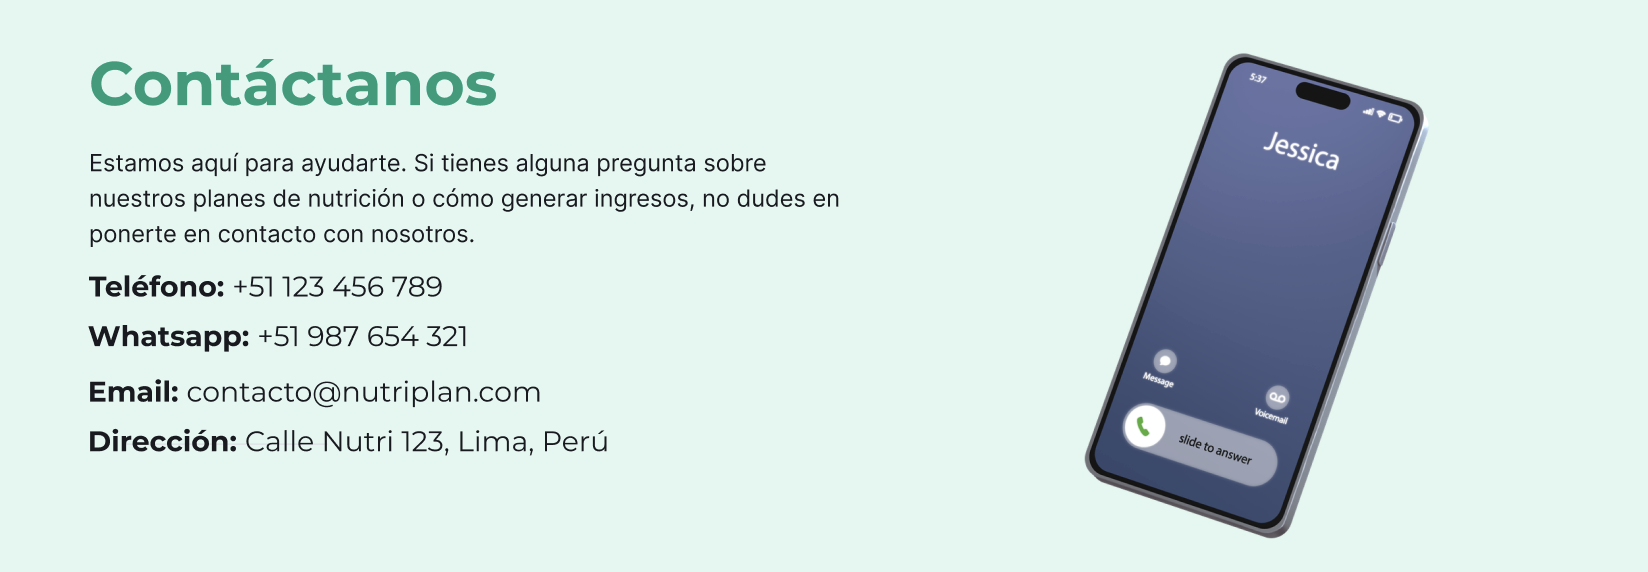 Contáctanos
Estamos aquí para ayudarte. Si tienes alguna pregunta sobre
nuestros planes de nutrición o cómo generar ingresos, no dudes en
ponerte en contacto con nosotros.
Teléfono: +51 123 456 789
Whatsapp: +51 987 654 321
Email: contacto@nutriplan.com
Dirección: Calle Nutri 123, Lima, Perú
5:37
Jessica
Message
Voicemail
slide to answer